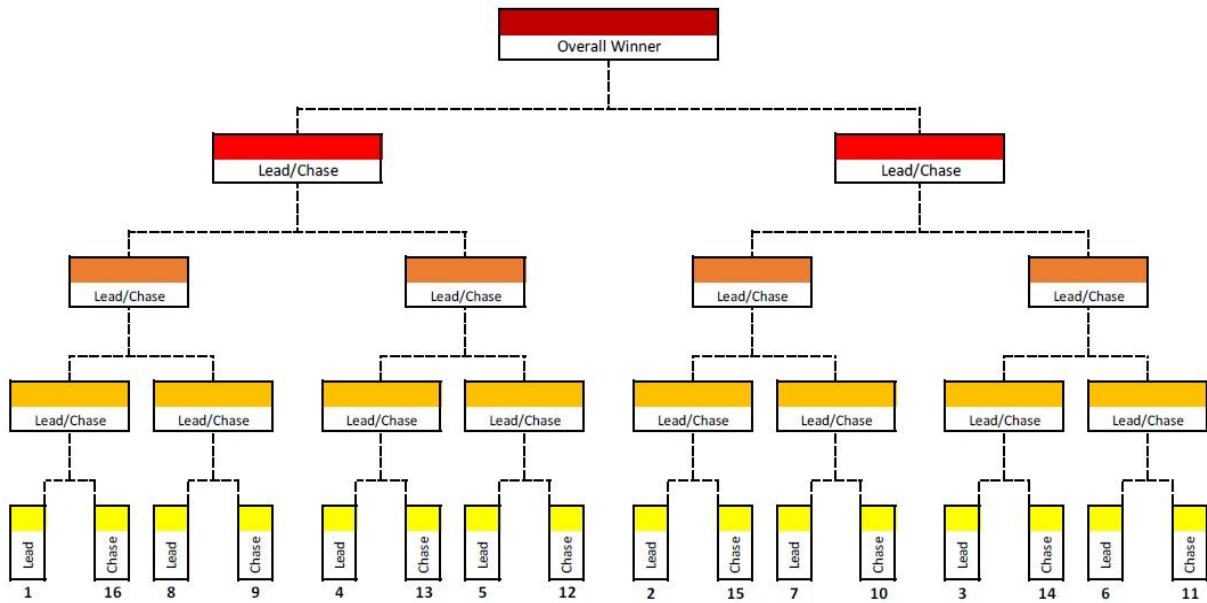 Overall Winner
Lead/Chase Lead/Chase
Lead/Chase Lead/Chase Lead/Chase Lead/Chase
Lead/Chase Lead/Chase Lead/Chase Lead/Chase Lead/Chase Lead/Chase Lead/Chase Lead/Chase
Lead Chase Lead Chase Lead Chase Lead Chase Lead Chase Lead Chase Lead Chase Lead Chase
1 16 8 9 4 13 5 12 2 15 7 10 3 14 6 11